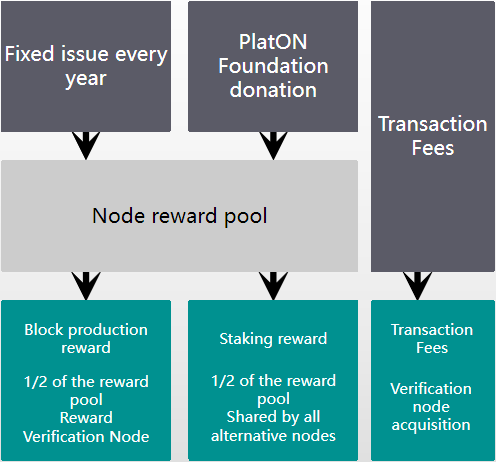 Fixed issue every
year
PlatON
Foundation
donation
Transaction
Fees
Node reward pool
Block production
reward
1/2 of the reward
pool
Reward
Verification Node
Staking reward
1/2 of the reward
pool
Shared by all
alternative nodes
Transaction
Fees
Verification
node
acquisition